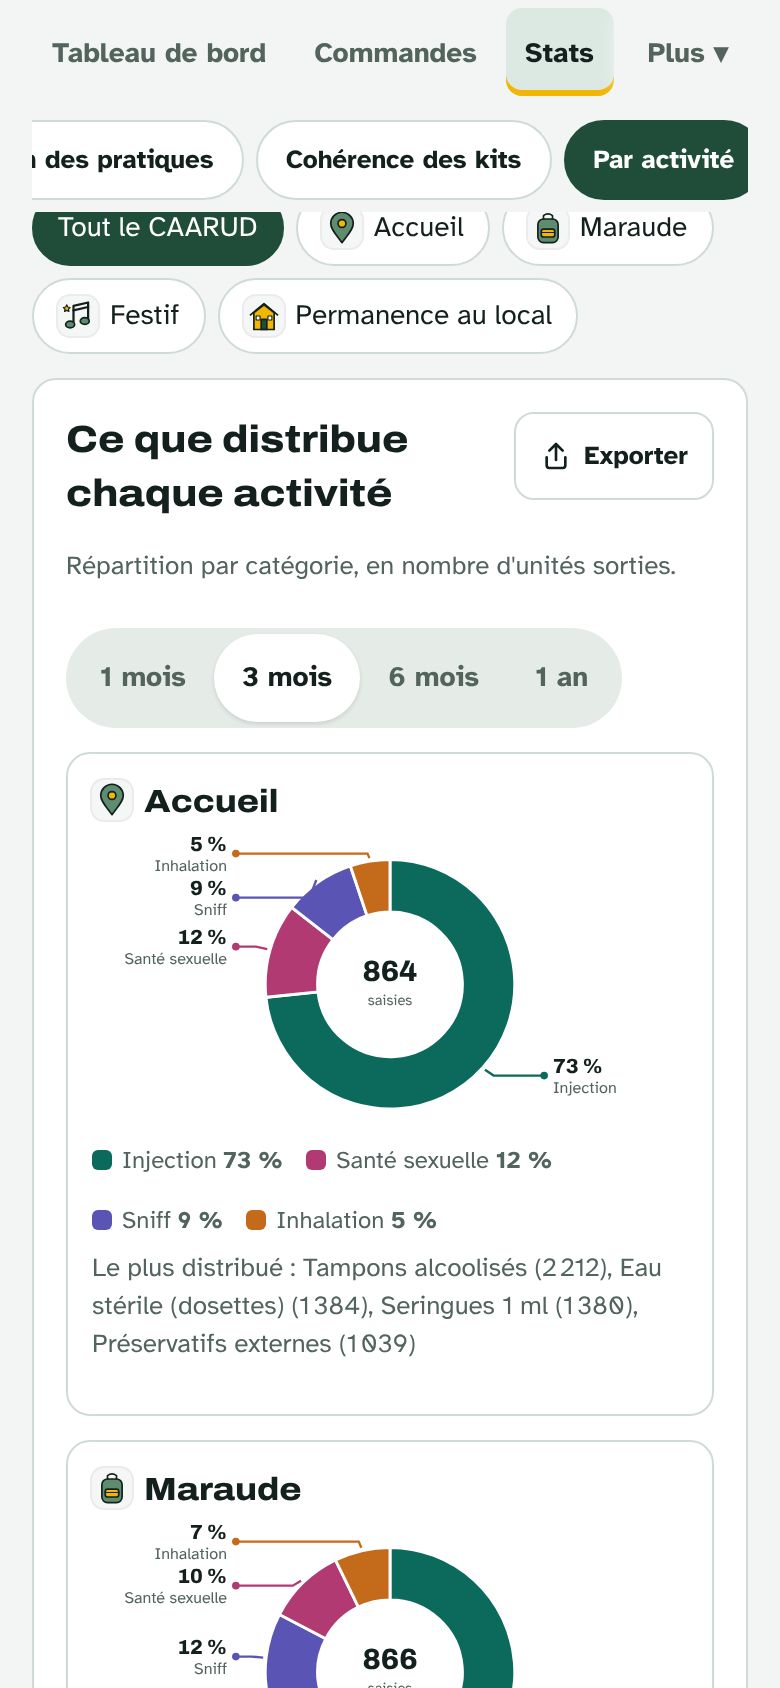 Tableau de bord Commandes Stats Plus ▼
des pratiques Cohérence des kits Par activité
Tout le CAARUD Accueil Maraude
Festif Permanence au local
Ce que distribue
chaque activité
Exporter
Répartition par catégorie, en nombre d'unités sorties.
1 mois 3 mois 6 mois 1 an
Accueil
5 %
Inhalation
9 %
Sniff
12 %
Santé sexuelle
864
saisies
73 %
Injection
Injection 73 % Santé sexuelle 12 %
Sniff 9 % Inhalation 5 %
Le plus distribué : Tampons alcoolisés (2 212), Eau
stérile (dosettes) (1 384), Seringues 1 ml (1 380),
Préservatifs externes (1 039)
Maraude
7 %
Inhalation
10 %
Santé sexuelle
12 %
Sniff
866
saisies